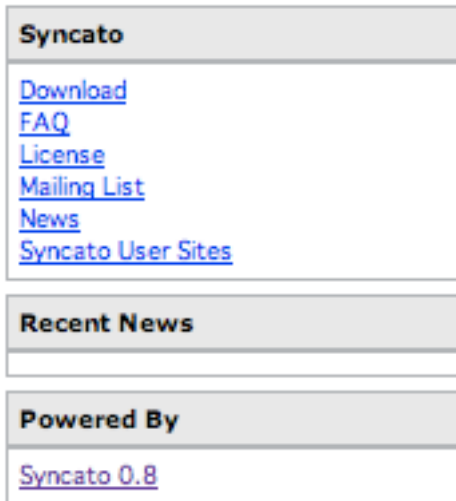 Syncato
Download
FAQ
License
Mailing List
News
Syncato User Sites
Recent News
Powered By
Syncato 0.8